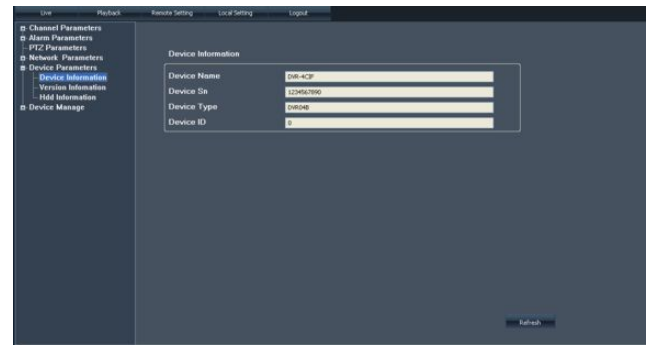 Live Playback Remote Setting Local Setting Logout
Channel Parameters
Alarm Parameters
PTZ Parameters
Network Parameters
Device Parameters
Device Information
Version Infomation
Hdd Information
Device Manage
Device Information
Device Name DVR-4CIF
Device Sn 1234567890
Device Type DVR04B
Device ID 0
Refresh